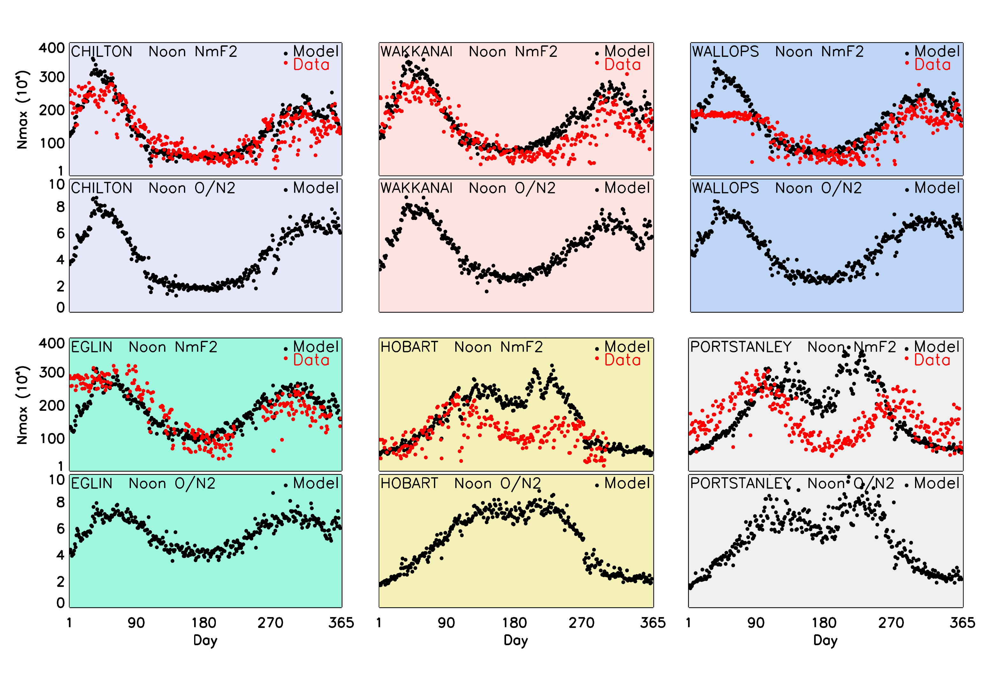 CHILTON Noon NmF2 Model
Data
WAKKANAI Noon NmF2 Model
Data
WALLOPS Noon NmF2 Model
Data
400
300
200
100
1
Nmax (10⁴)
CHILTON Noon O/N2 Model
WAKKANAI Noon O/N2 Model
WALLOPS Noon O/N2 Model
10
8
6
4
2
0
EGLIN Noon NmF2 Model
Data
HOBART Noon NmF2 Model
Data
PORTSTANLEY Noon NmF2 Model
Data
400
300
200
100
1
Nmax (10⁴)
EGLIN Noon O/N2 Model
HOBART Noon O/N2 Model
PORTSTANLEY Noon O/N2 Model
10
8
6
4
2
0
1 90 180 270 365
Day
1 90 180 270 365
Day
1 90 180 270 365
Day